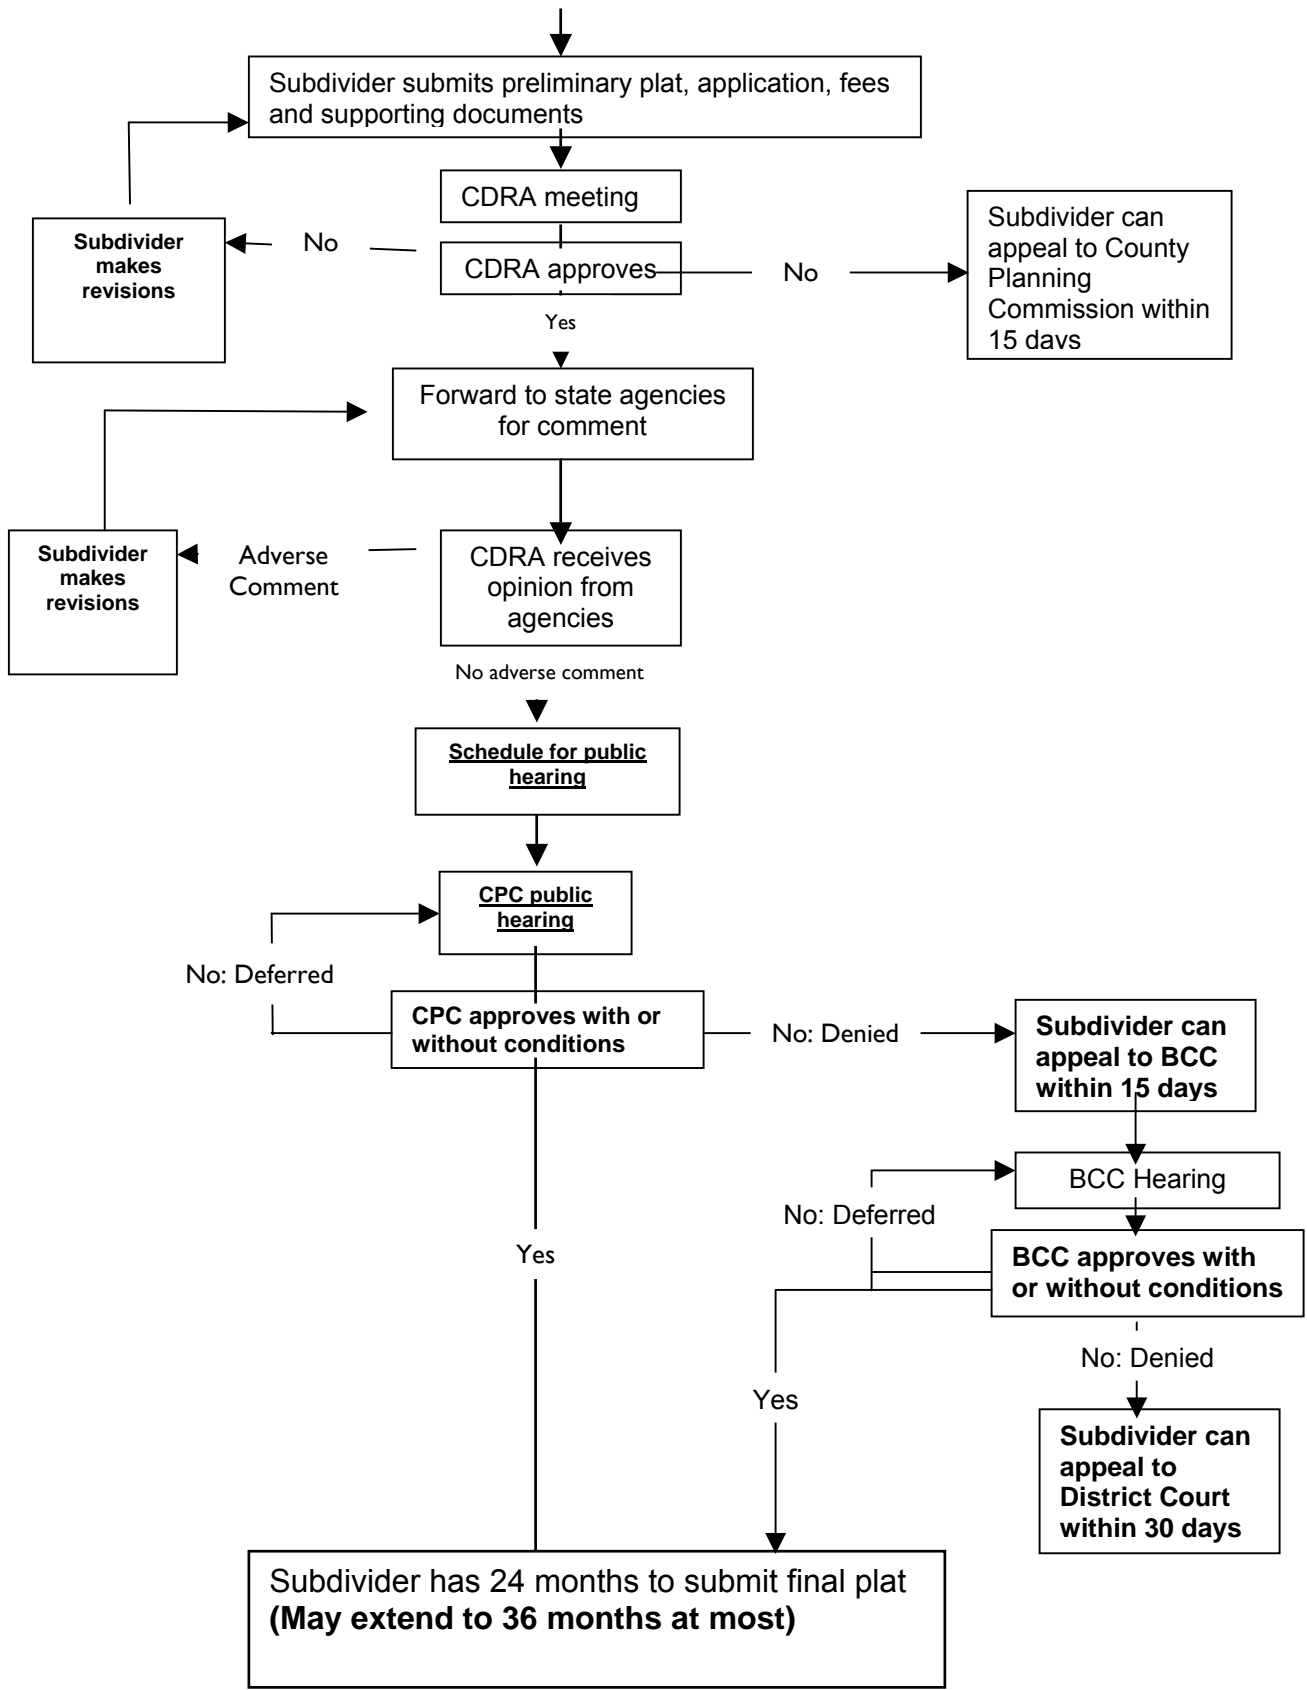 Subdivider submits preliminary plat, application, fees
and supporting documents
CDRA meeting
Subdivider can
appeal to County
Planning
Commission within
15 days
Subdivider
makes
revisions
No
CDRA approves
No
Yes
Forward to state agencies
for comment
Subdivider
makes
revisions
Adverse
Comment
CDRA receives
opinion from
agencies
No adverse comment
Schedule for public
hearing
CPC public
hearing
No: Deferred
CPC approves with or
without conditions
No: Denied
Subdivider can
appeal to BCC
within 15 days
BCC Hearing
No: Deferred
Yes
BCC approves with
or without conditions
No: Denied
Yes
Subdivider can
appeal to
District Court
within 30 days
Subdivider has 24 months to submit final plat
(May extend to 36 months at most)